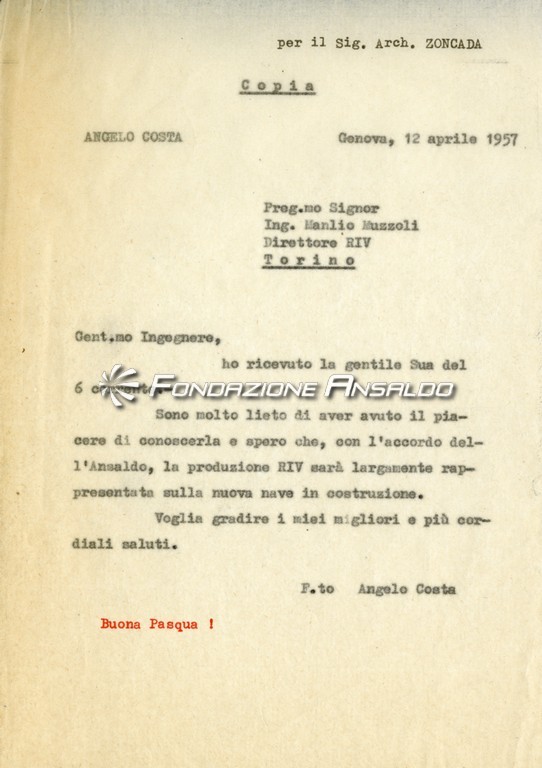 per il Sig. Arch. ZONCADA
Copia
ANGELO COSTA Genova, 12 aprile 1957
Preg.mo Signor
Ing. Manlio Muzzoli
Direttore RIV
Torino
Gent.mo Ingegnere,
ho ricevuto la gentile Sua del
6 corrente.
FONDAZIONE ANSALDO
Sono molto lieto di aver avuto il pia-
cere di conoscerla e spero che, con l'accordo del-
l'Ansaldo, la produzione RIV sarà largamente rap-
presentata sulla nuova nave in costruzione.
Voglia gradire i miei migliori e più cor-
diali saluti.
F.to Angelo Costa
Buona Pasqua !